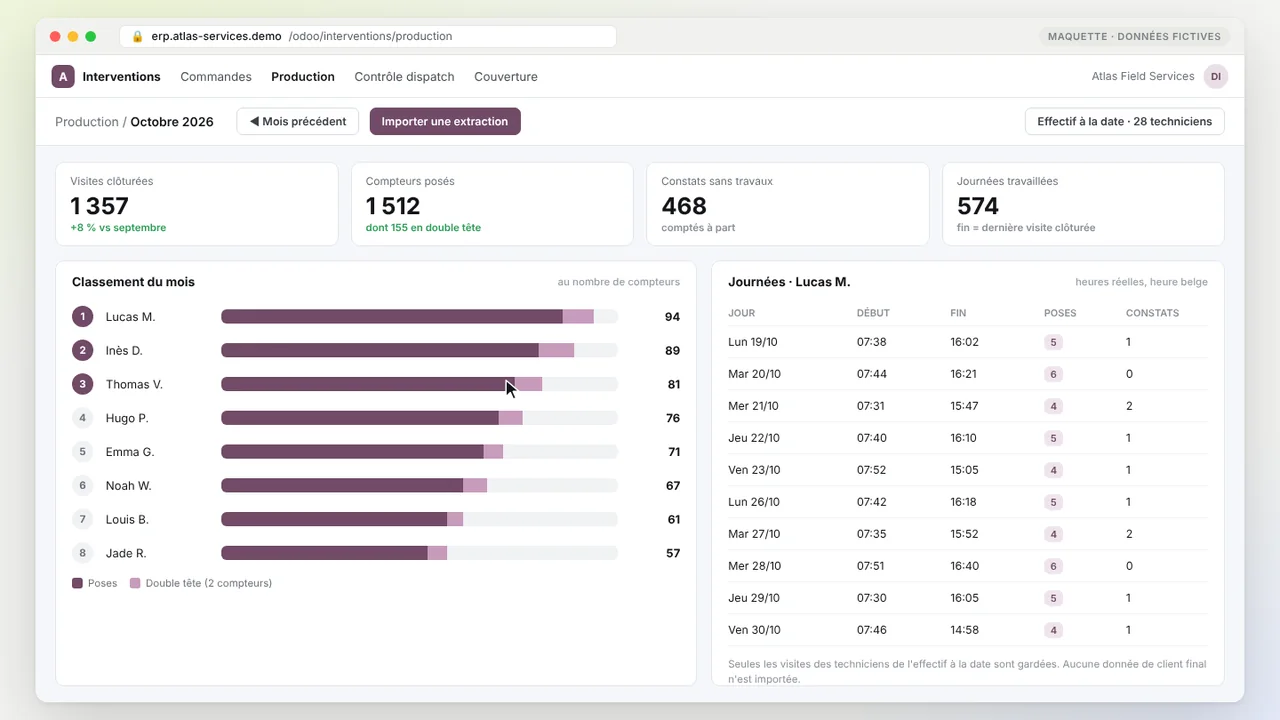 erp.atlas-services.demo /odoo/interventions/production
MAQUETTE · DONNÉES FICTIVES
A Interventions Commandes Production Contrôle dispatch Couverture
Atlas Field Services DI
Production / Octobre 2026
◀ Mois précédent
Importer une extraction
Effectif à la date · 28 techniciens
Visites clôturées
1 357
+8 % vs septembre
Compteurs posés
1 512
dont 155 en double tête
Constats sans travaux
468
comptés à part
Journées travaillées
574
fin = dernière visite clôturée
Classement du mois
au nombre de compteurs
1 Lucas M. 94
2 Inès D. 89
3 Thomas V. 81
4 Hugo P. 76
5 Emma G. 71
6 Noah W. 67
7 Louis B. 61
8 Jade R. 57
Poses Double tête (2 compteurs)
Journées · Lucas M.
heures réelles, heure belge
JOUR DÉBUT FIN POSES CONSTATS
Lun 19/10 07:38 16:02 5 1
Mar 20/10 07:44 16:21 6 0
Mer 21/10 07:31 15:47 4 2
Jeu 22/10 07:40 16:10 5 1
Ven 23/10 07:52 15:05 4 1
Lun 26/10 07:42 16:18 5 1
Mar 27/10 07:35 15:52 4 2
Mer 28/10 07:51 16:40 6 0
Jeu 29/10 07:30 16:05 5 1
Ven 30/10 07:46 14:58 4 1
Seules les visites des techniciens de l'effectif à la date sont gardées. Aucune donnée de client final
n'est importée.